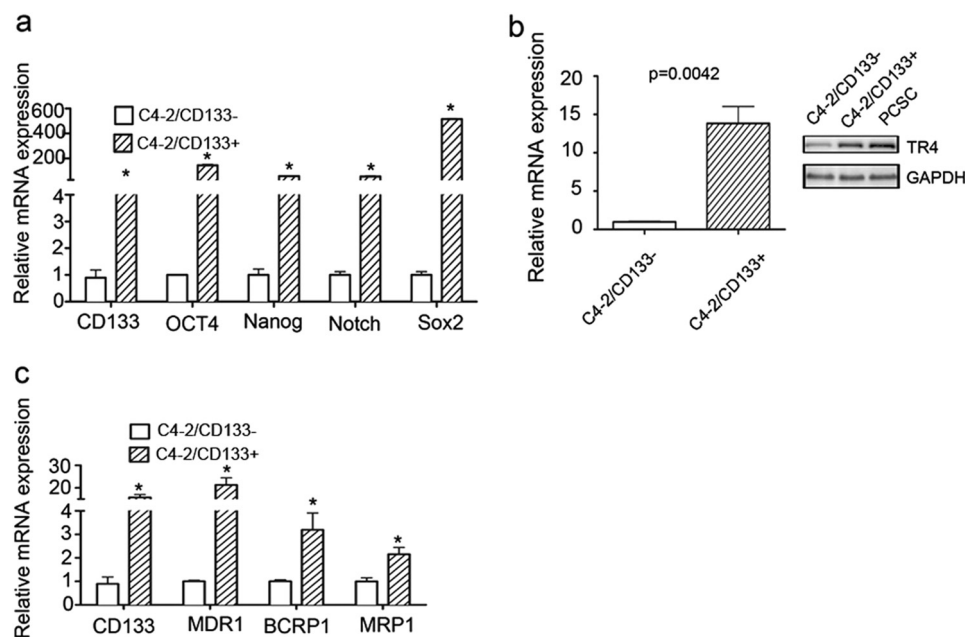 a
Relative mRNA expression
600
400
200
4
3
2
1
0
C4-2/CD133-
C4-2/CD133+
* * * * *
CD133 OCT4 Nanog Notch Sox2
b
Relative mRNA expression
20
15
10
5
0
p=0.0042
C4-2/CD133-
C4-2/CD133+
C4-2/CD133-
C4-2/CD133+
PCSC
TR4
GAPDH
c
Relative mRNA expression
30
20
10
4
3
2
1
0
C4-2/CD133-
C4-2/CD133+
* * * *
CD133 MDR1 BCRP1 MRP1